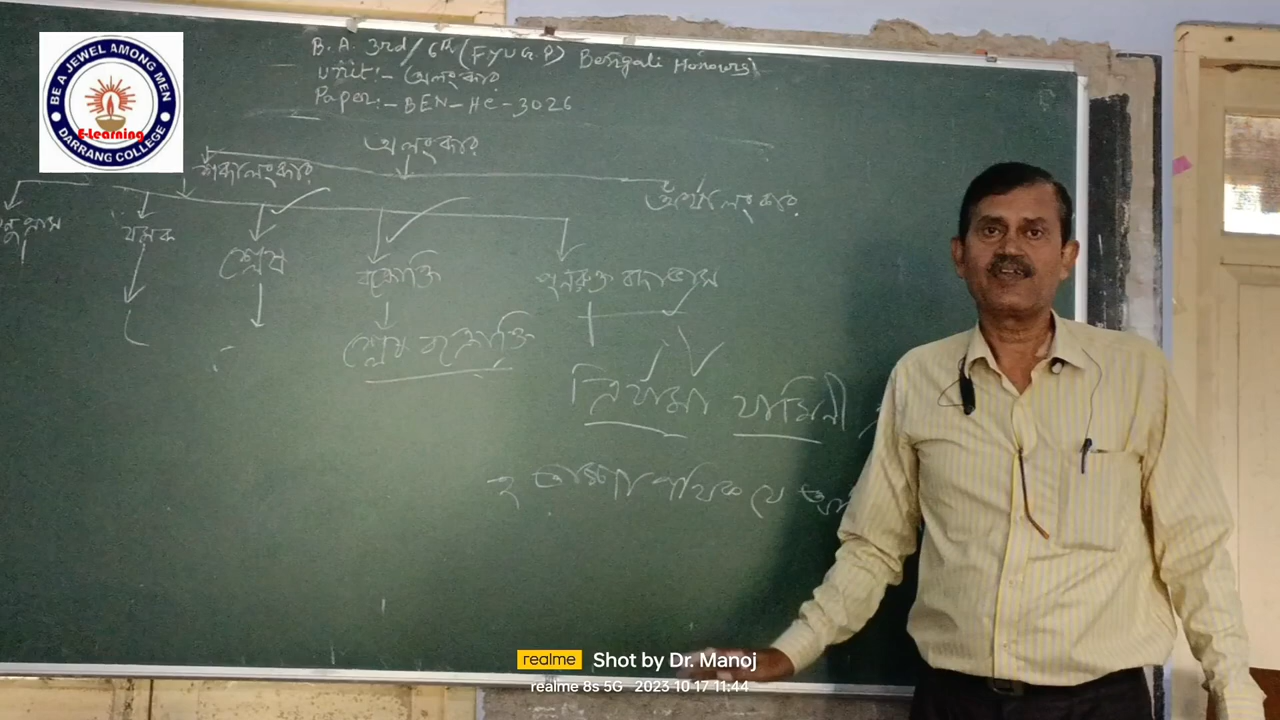 BE A JEWEL AMONG MEN
E-Learning
DARRANG COLLEGE
B.A. 3rd/6th (FYUGP) Bengali Honours
Unit:- অলংকার
Paper:- BEN-HC-3026
অলংকার
শব্দালংকার
অর্থালংকার
যমক
শ্লেষ
বক্রোক্তি
পুনরুক্ত বদাভাস
শ্লেষ বক্রোক্তি
ত্রিযামা যামিনী
realme Shot by Dr. Manoj
realme 8s 5G 2023-10-17 11:44